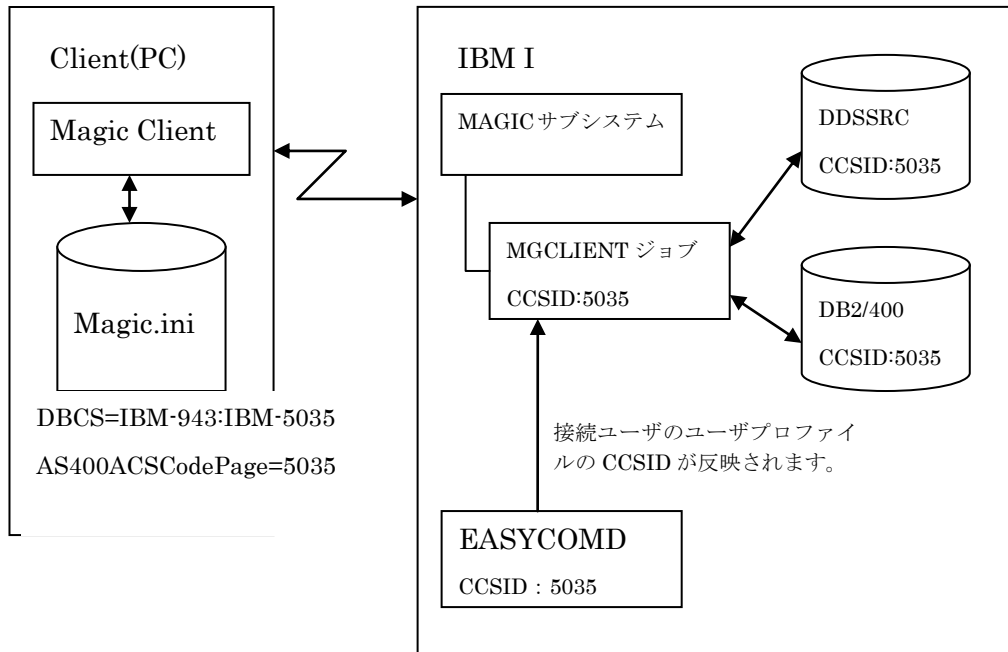 Client(PC)
Magic Client
Magic.ini
DBCS=IBM-943:IBM-5035
AS400ACSCodePage=5035
IBM I
MAGICサブシステム
MGCLIENT ジョブ
CCSID:5035
DDSSRC
CCSID:5035
DB2/400
CCSID:5035
接続ユーザのユーザプロファイ
ルの CCSID が反映されます。
EASYCOMD
CCSID : 5035